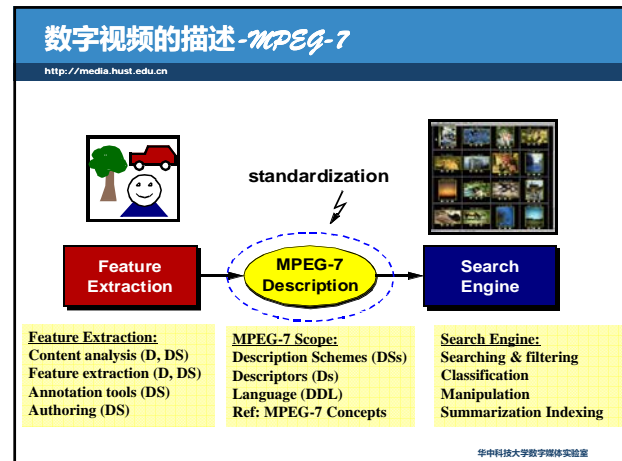 数字视频的描述-MPEG-7
http://media.hust.edu.cn
standardization
Feature
Extraction
MPEG-7
Description
Search
Engine
Feature Extraction:
Content analysis (D, DS)
Feature extraction (D, DS)
Annotation tools (DS)
Authoring (DS)
MPEG-7 Scope:
Description Schemes (DSs)
Descriptors (Ds)
Language (DDL)
Ref: MPEG-7 Concepts
Search Engine:
Searching & filtering
Classification
Manipulation
Summarization Indexing
华中科技大学数字媒体实验室